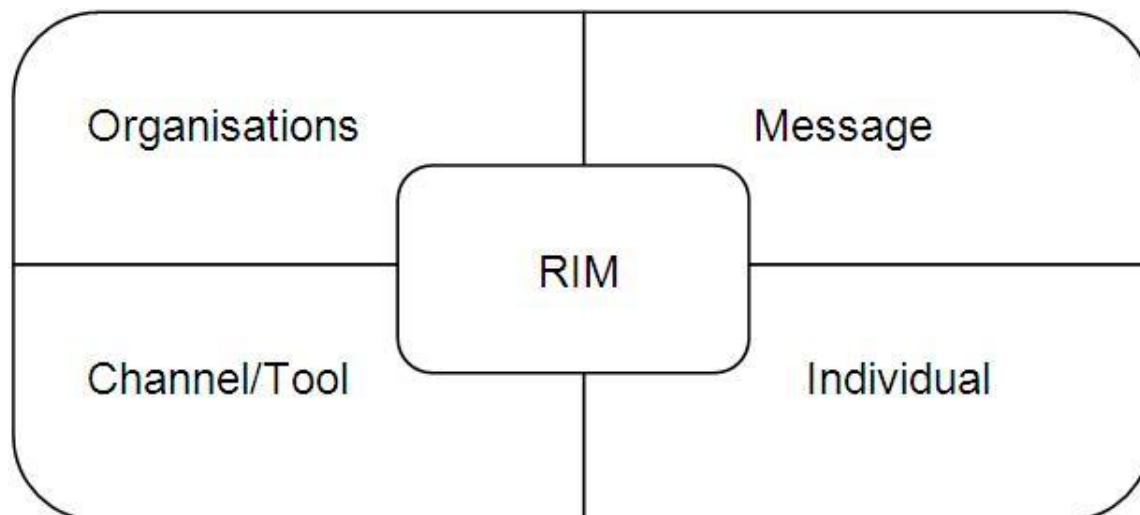 Organisations
Message
RIM
Channel/Tool
Individual